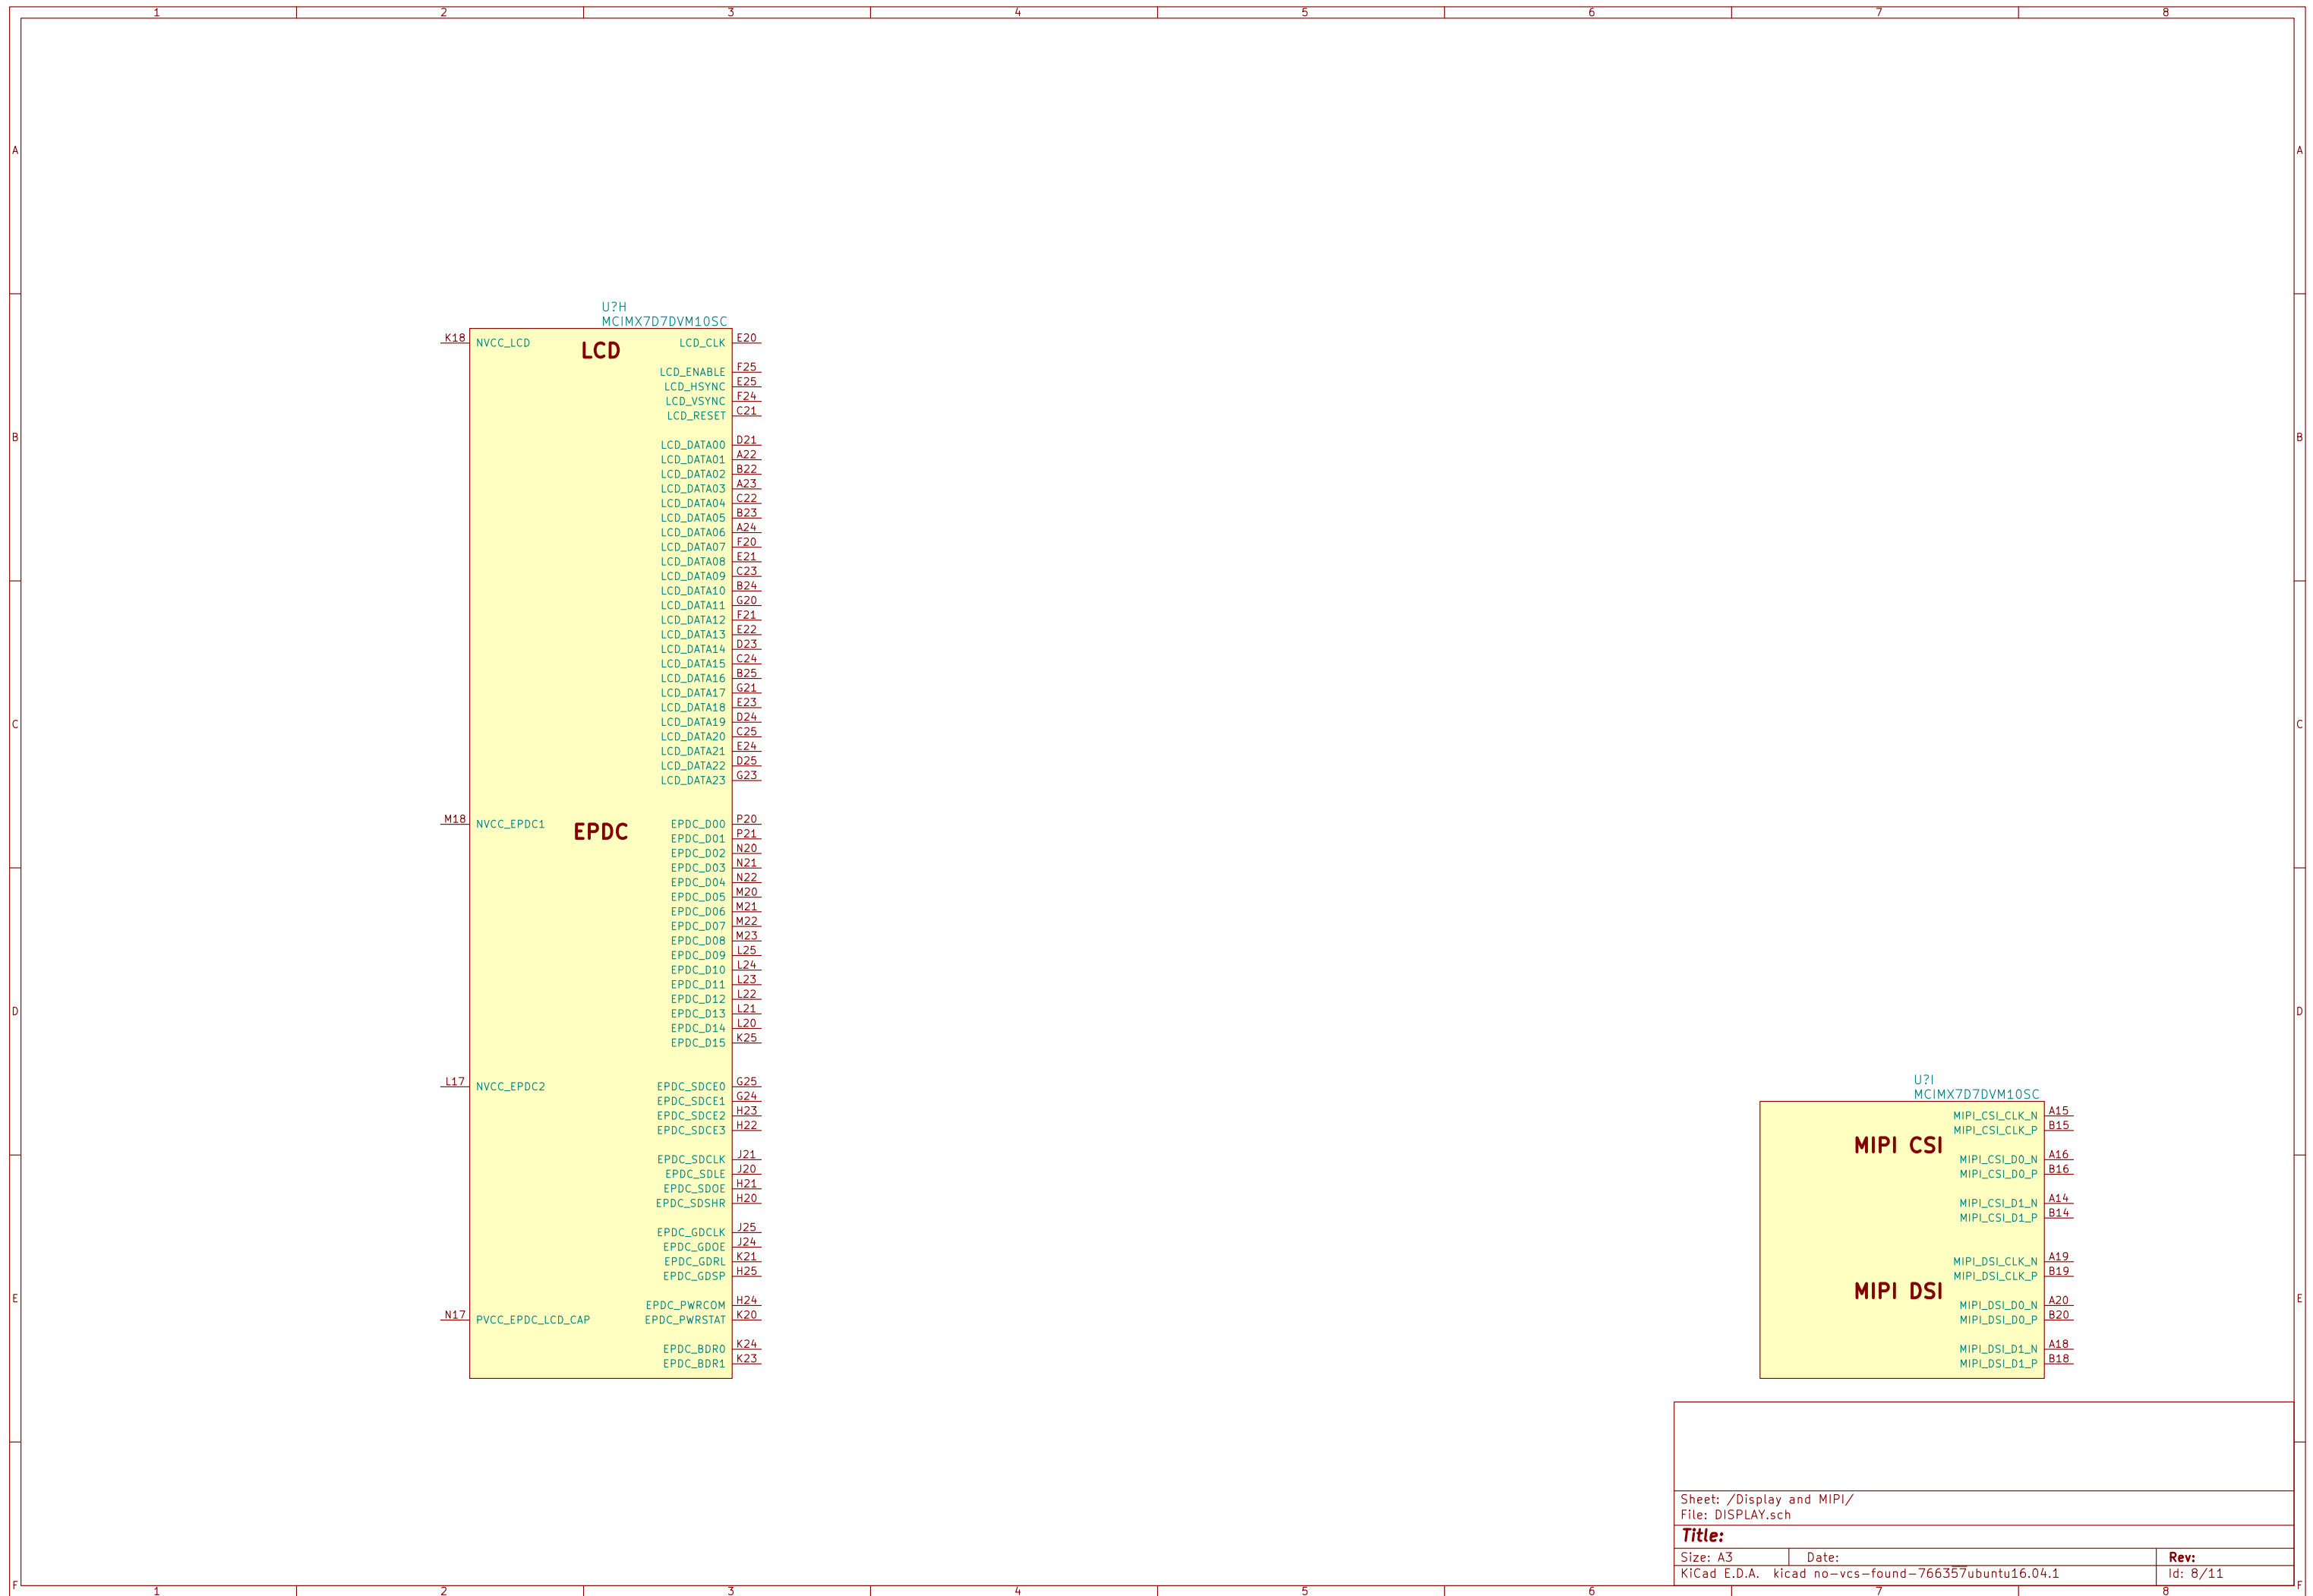 1 2 3 4 5 6 7 8
A A
B B
C C
D D
E E
F F
U?H
MCIMX7D7DVM10SC
LCD
K18 NVCC_LCD LCD_CLK E20
LCD_ENABLE F25
LCD_HSYNC E25
LCD_VSYNC F24
LCD_RESET C21
LCD_DATA00 D21
LCD_DATA01 A22
LCD_DATA02 B22
LCD_DATA03 A23
LCD_DATA04 C22
LCD_DATA05 B23
LCD_DATA06 A24
LCD_DATA07 F20
LCD_DATA08 E21
LCD_DATA09 C23
LCD_DATA10 B24
LCD_DATA11 G20
LCD_DATA12 F21
LCD_DATA13 E22
LCD_DATA14 D23
LCD_DATA15 C24
LCD_DATA16 B25
LCD_DATA17 G21
LCD_DATA18 E23
LCD_DATA19 D24
LCD_DATA20 C25
LCD_DATA21 E24
LCD_DATA22 D25
LCD_DATA23 G23
EPDC
M18 NVCC_EPDC1 EPDC_D00 P20
EPDC_D01 P21
EPDC_D02 N20
EPDC_D03 N21
EPDC_D04 N22
EPDC_D05 M20
EPDC_D06 M21
EPDC_D07 M22
EPDC_D08 M23
EPDC_D09 L25
EPDC_D10 L24
EPDC_D11 L23
EPDC_D12 L22
EPDC_D13 L21
EPDC_D14 L20
EPDC_D15 K25
L17 NVCC_EPDC2 EPDC_SDCE0 G25
EPDC_SDCE1 G24
EPDC_SDCE2 H23
EPDC_SDCE3 H22
EPDC_SDCLK J21
EPDC_SDLE J20
EPDC_SDOE H21
EPDC_SDSHR H20
EPDC_GDCLK J25
EPDC_GDOE J24
EPDC_GDRL K21
EPDC_GDSP H25
EPDC_PWRCOM H24
N17 PVCC_EPDC_LCD_CAP EPDC_PWRSTAT K20
EPDC_BDR0 K24
EPDC_BDR1 K23
U?I
MCIMX7D7DVM10SC
MIPI_CSI_CLK_N A15
MIPI_CSI_CLK_P B15
MIPI CSI
MIPI_CSI_D0_N A16
MIPI_CSI_D0_P B16
MIPI_CSI_D1_N A14
MIPI_CSI_D1_P B14
MIPI_DSI_CLK_N A19
MIPI_DSI_CLK_P B19
MIPI DSI
MIPI_DSI_D0_N A20
MIPI_DSI_D0_P B20
MIPI_DSI_D1_N A18
MIPI_DSI_D1_P B18
Sheet: /Display and MIPI/
File: DISPLAY.sch
Title:
Size: A3 Date: Rev:
KiCad E.D.A. kicad no-vcs-found-766357ubuntu16.04.1 Id: 8/11
1 2 3 4 5 6 7 8